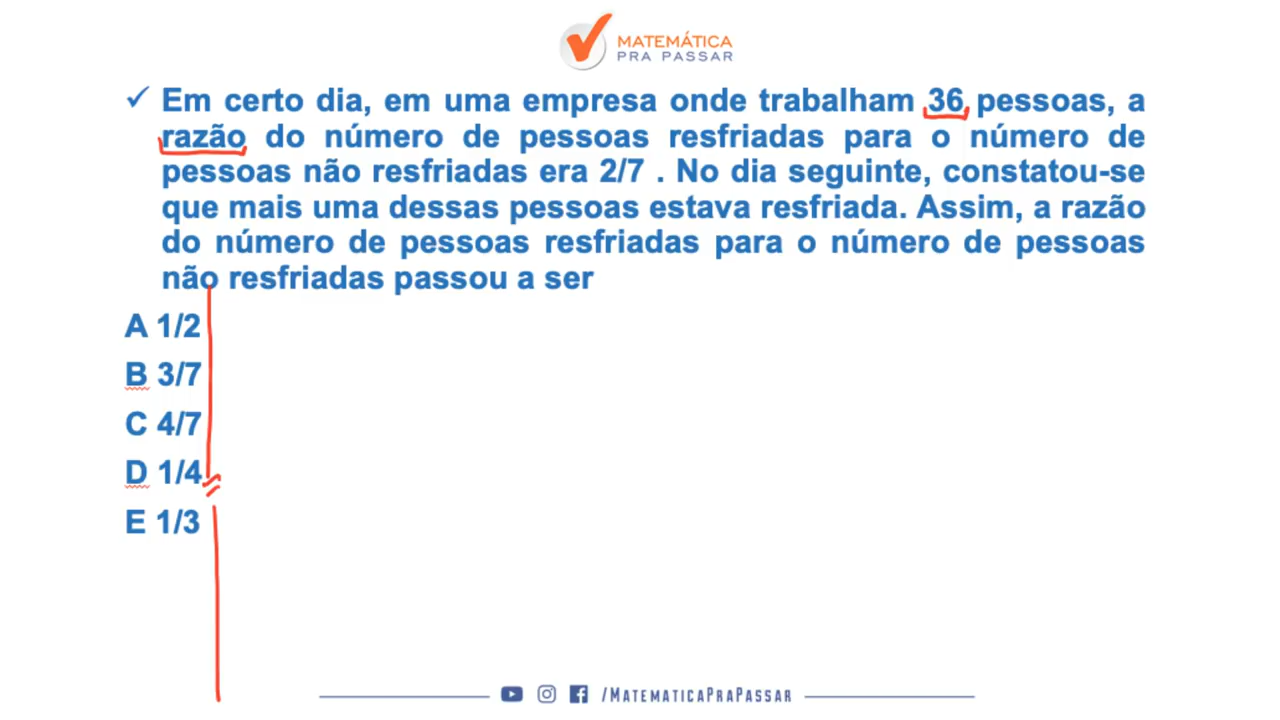 MATEMÁTICA
PRA PASSAR
✓ Em certo dia, em uma empresa onde trabalham 36 pessoas, a
razão do número de pessoas resfriadas para o número de
pessoas não resfriadas era 2/7 . No dia seguinte, constatou-se
que mais uma dessas pessoas estava resfriada. Assim, a razão
do número de pessoas resfriadas para o número de pessoas
não resfriadas passou a ser
A 1/2
B 3/7
C 4/7
D 1/4
E 1/3
/MATEMATICAPRAPASSAR